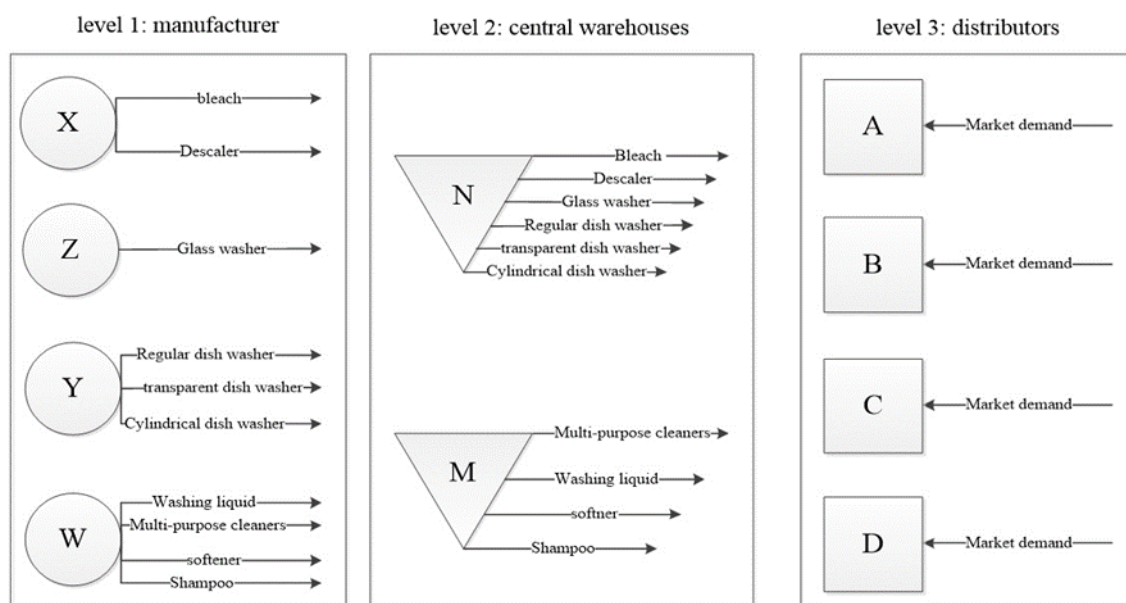 level 1: manufacturer
X
bleach
Descaler
Z
Glass washer
Y
Regular dish washer
transparent dish washer
Cylindrical dish washer
W
Washing liquid
Multi-purpose cleaners
softener
Shampoo
level 2: central warehouses
N
Bleach
Descaler
Glass washer
Regular dish washer
transparent dish washer
Cylindrical dish washer
M
Multi-purpose cleaners
Washing liquid
softner
Shampoo
level 3: distributors
A
Market demand
B
Market demand
C
Market demand
D
Market demand